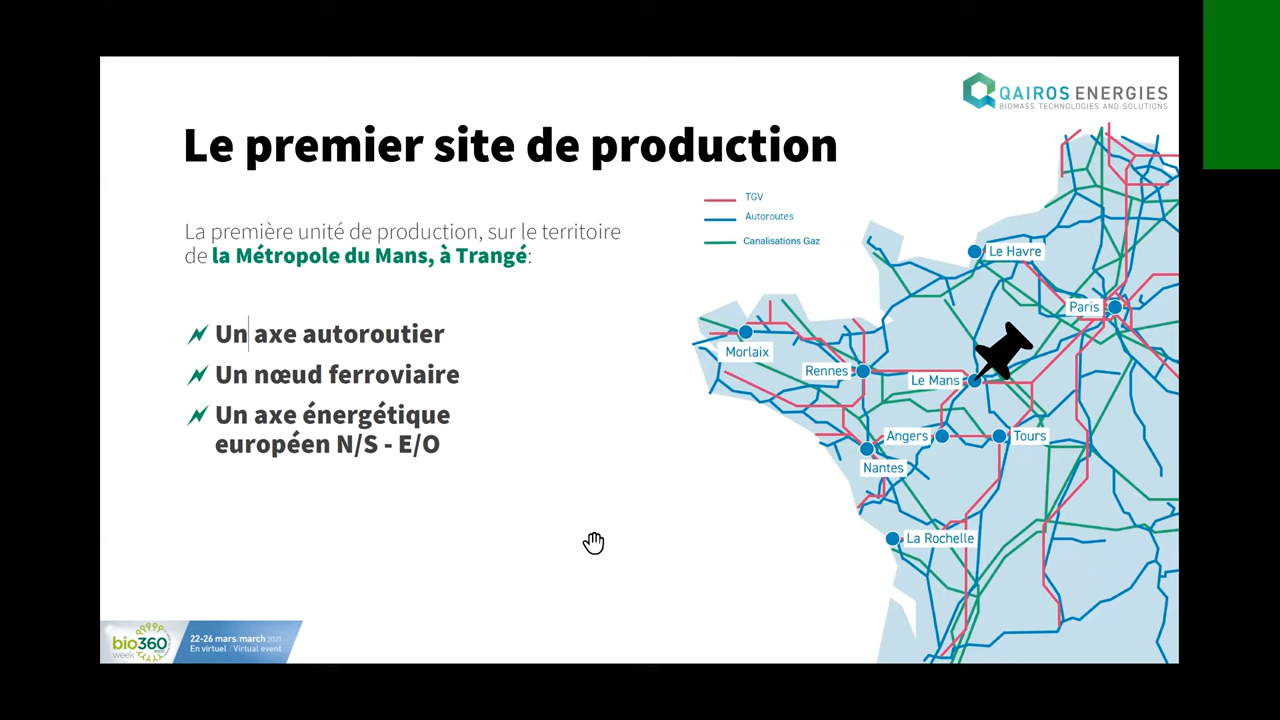 QAIROS ENERGIES
BIOMASS TECHNOLOGIES AND SOLUTIONS
Le premier site de production
La première unité de production, sur le territoire
de la Métropole du Mans, à Trangé:
Un axe autoroutier
Un nœud ferroviaire
Un axe énergétique
européen N/S - E/O
TGV
Autoroutes
Canalisations Gaz
Le Havre
Paris
Morlaix
Rennes
Le Mans
Angers
Tours
Nantes
La Rochelle
bio360
week
22-26 mars/march 2021
En virtuel / Virtual event